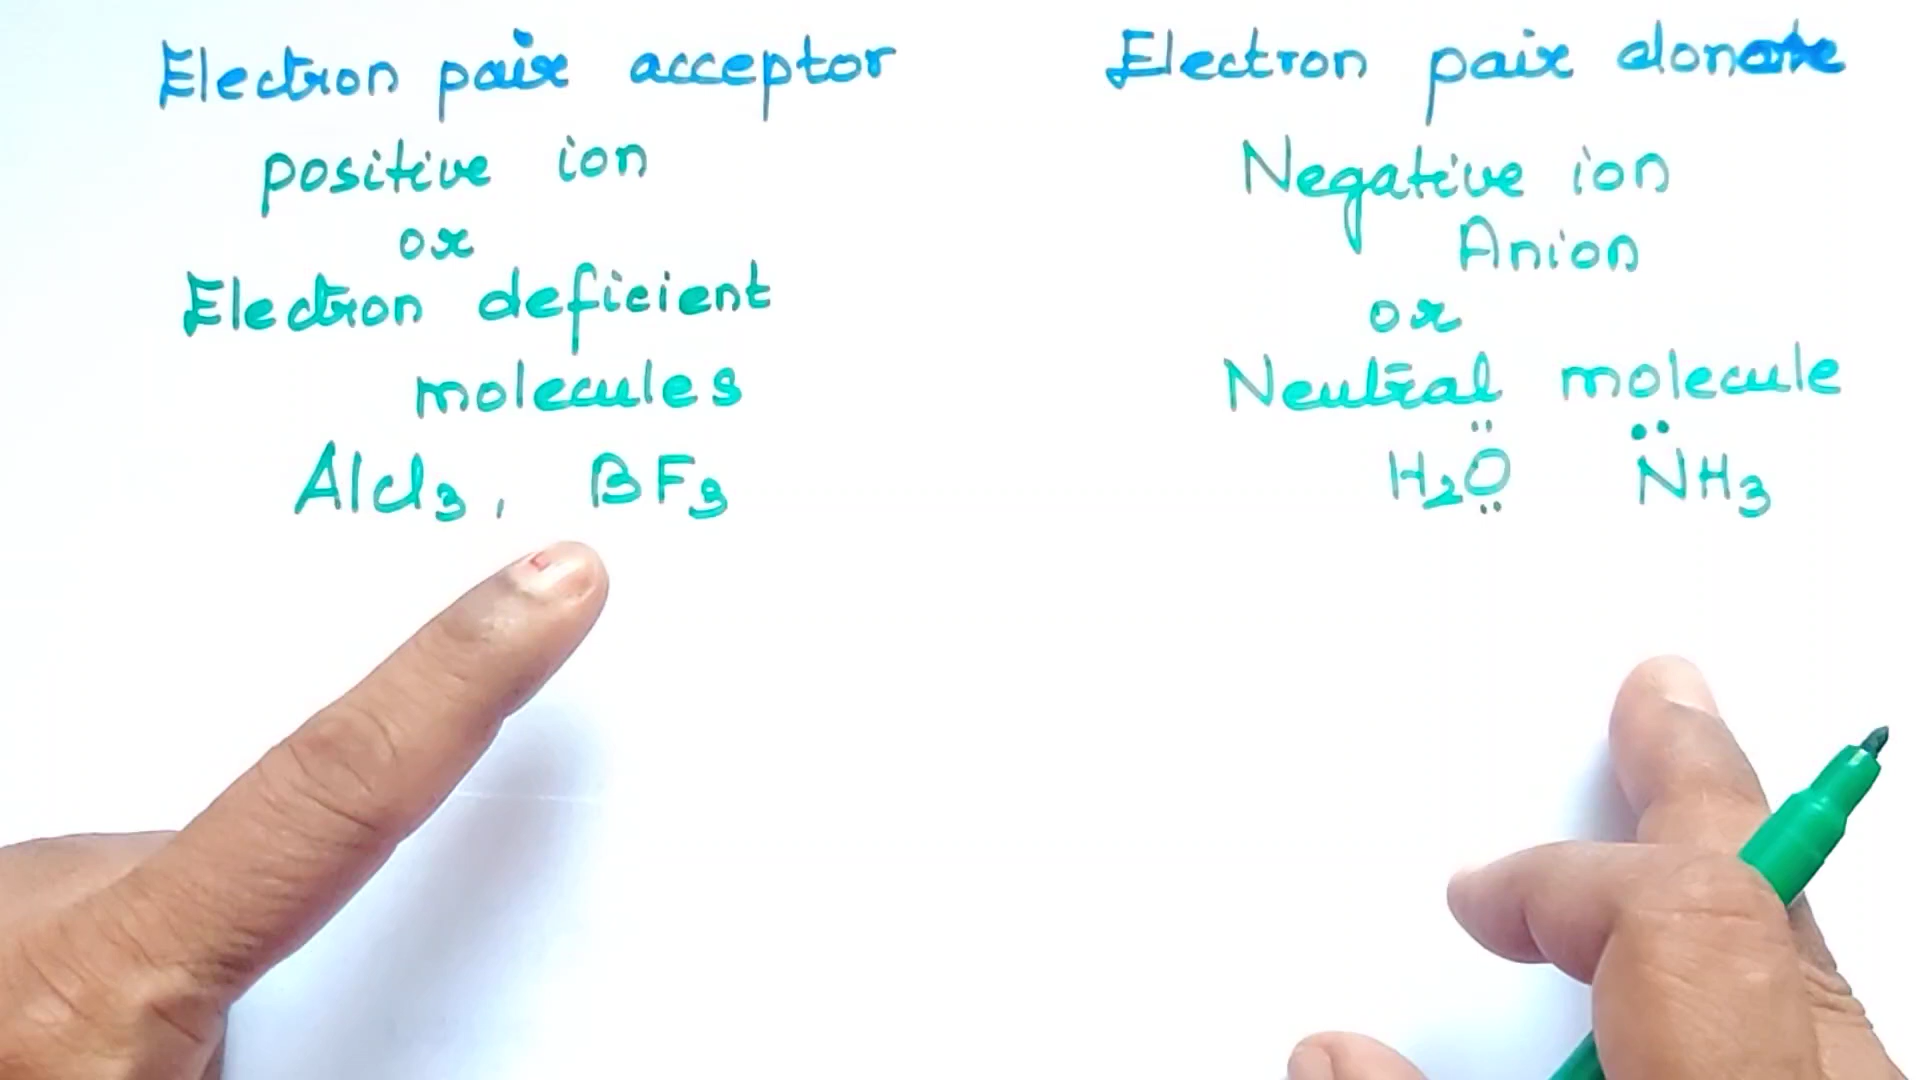 Electron pair acceptor
positive ion
or
Electron deficient
molecules
AlCl3, BF3
Electron pair donor
Negative ion
Anion
or
Neutral molecule
H2O NH3